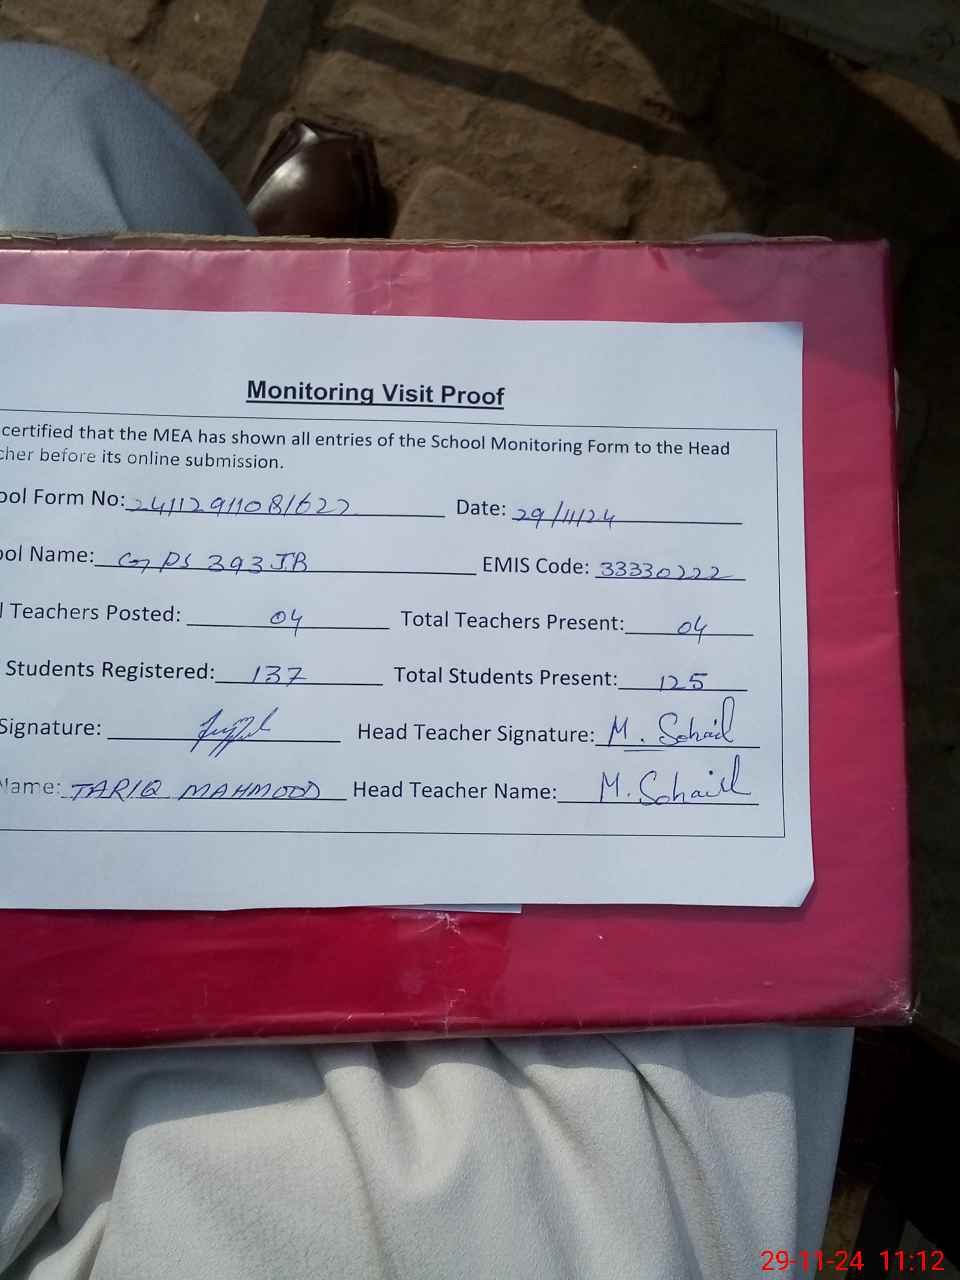 Monitoring Visit Proof
certified that the MEA has shown all entries of the School Monitoring Form to the Head
cher before its online submission.
ool Form No: 24112911081622 Date: 29/11/24
ool Name: GPS 393 JB EMIS Code: 33330222
l Teachers Posted: 04 Total Teachers Present: 04
Students Registered: 137 Total Students Present: 125
Signature: Head Teacher Signature: M. Sohail
Name: TARIQ MAHMOOD Head Teacher Name: M. Sohail
29-11-24 11:12